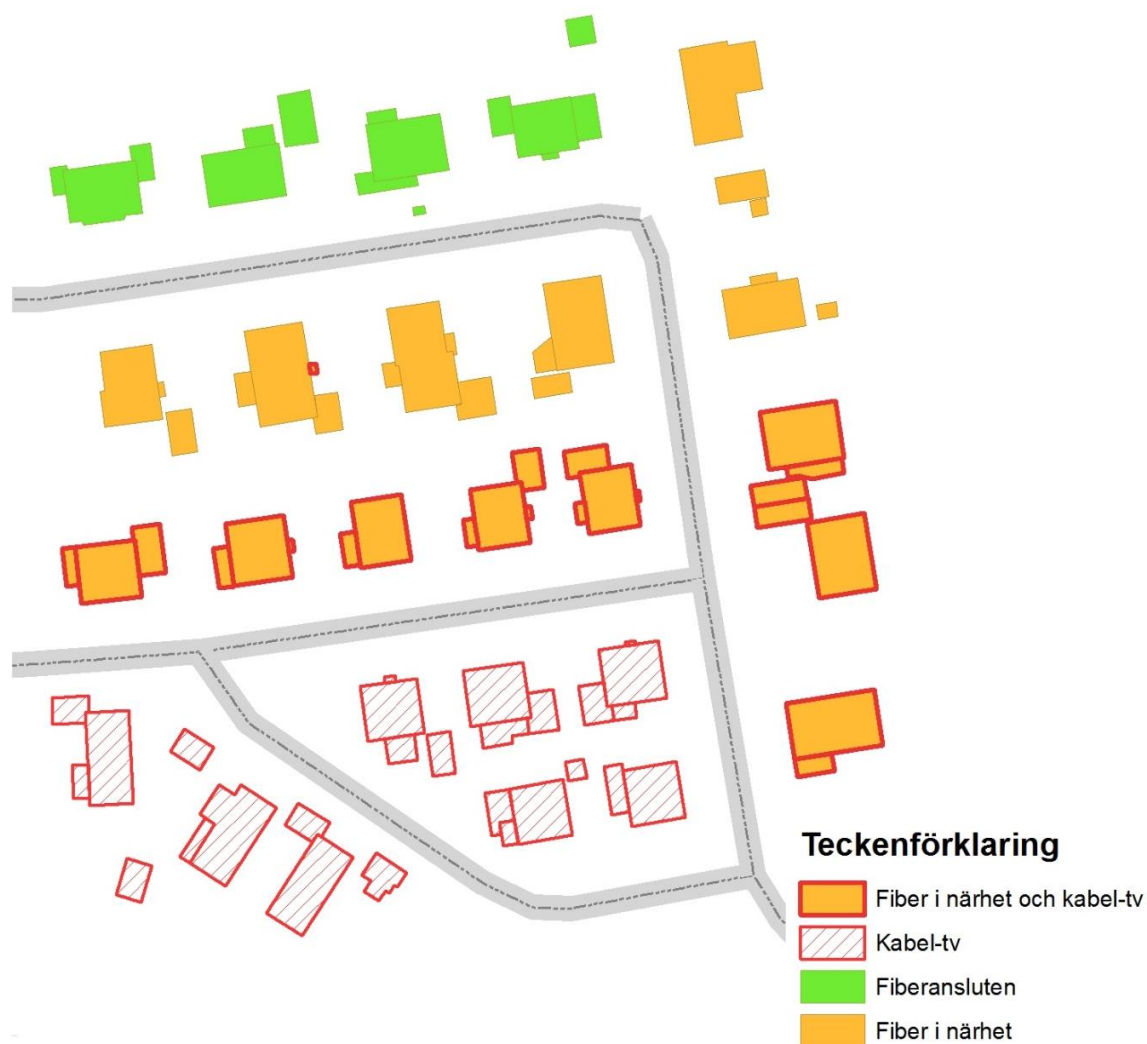 Teckenförklaring
Fiber i närhet och kabel-tv
Kabel-tv
Fiberansluten
Fiber i närhet